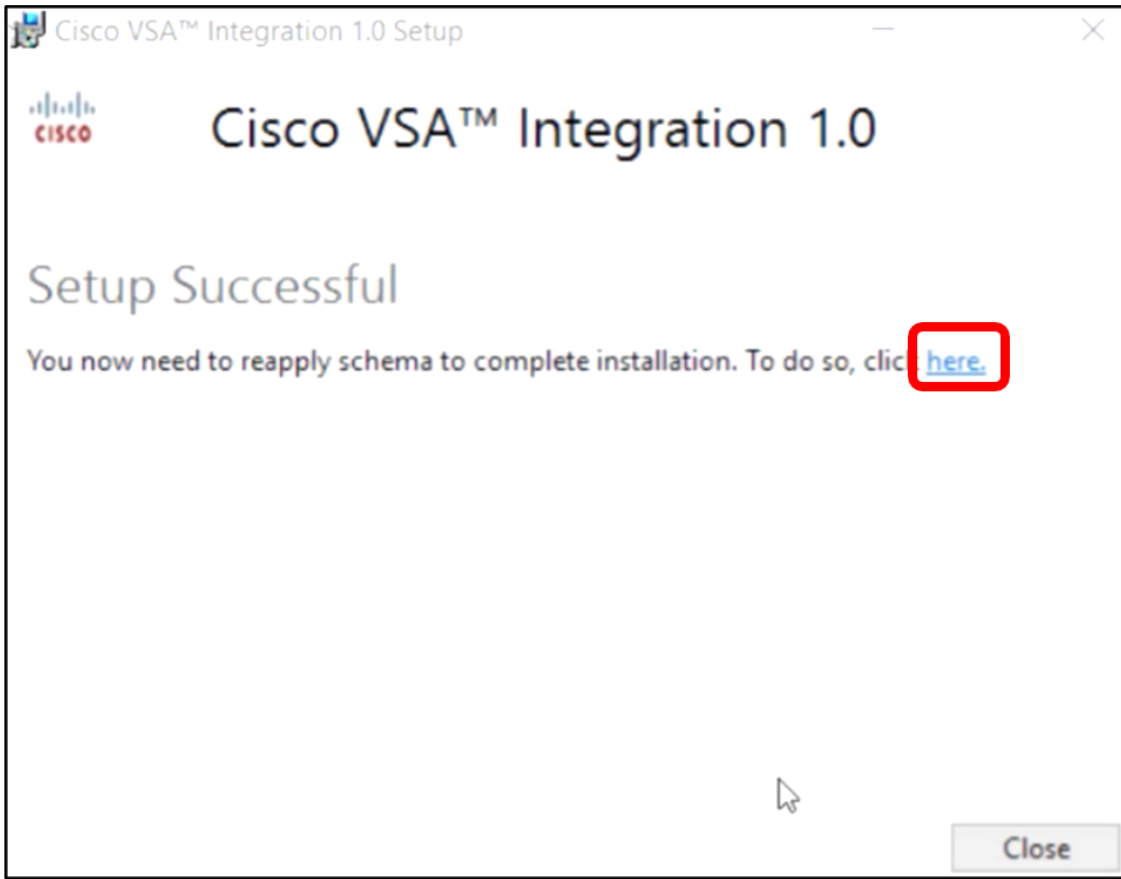 Cisco VSA™ Integration 1.0 Setup
CISCO
Cisco VSA™ Integration 1.0
Setup Successful
You now need to reapply schema to complete installation. To do so, click here.
Close